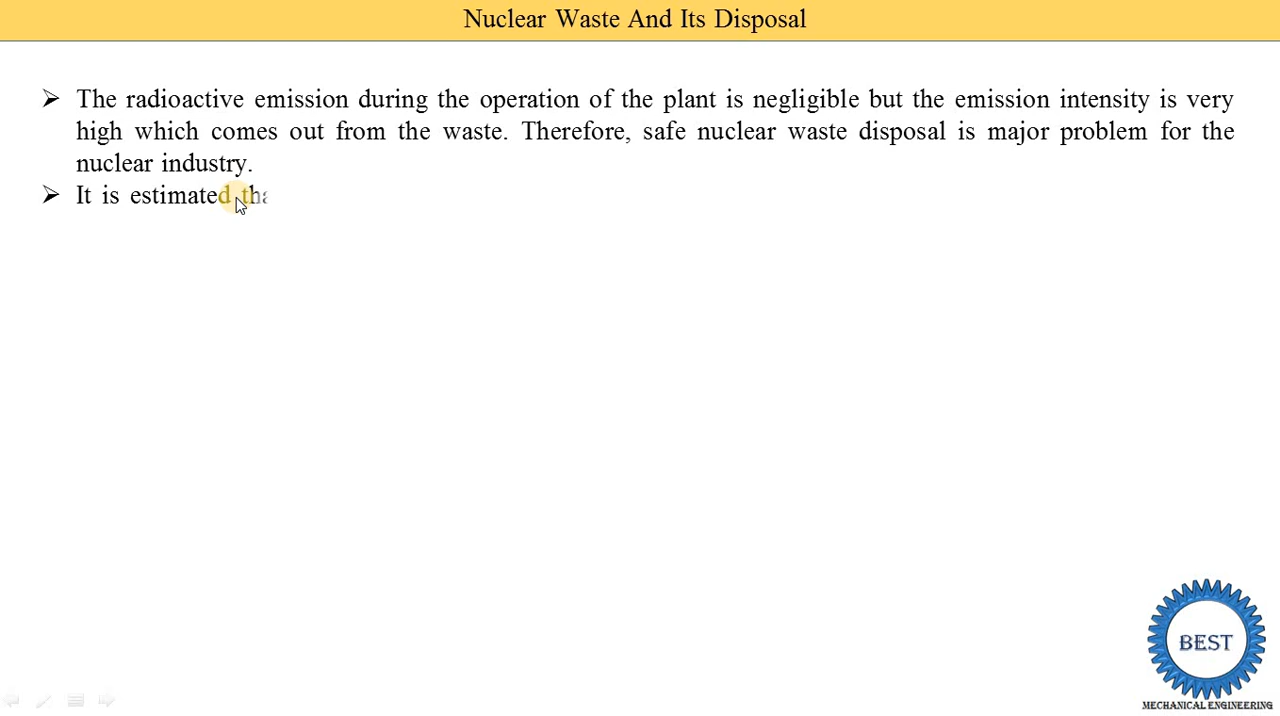 Nuclear Waste And Its Disposal
➢ The radioactive emission during the operation of the plant is negligible but the emission intensity is very
high which comes out from the waste. Therefore, safe nuclear waste disposal is major problem for the
nuclear industry.
➢ It is estimated tha
BEST
MECHANICAL ENGINEERING